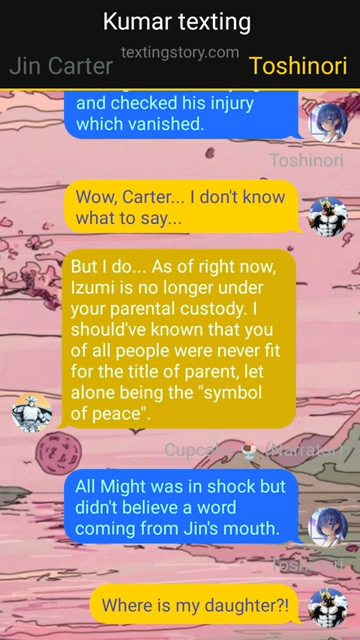 Kumar texting
textingstory.com
Jin Carter
Toshinori
and checked his injury
which vanished.
Toshinori
Wow, Carter... I don't know
what to say...
But I do... As of right now,
Izumi is no longer under
your parental custody. I
should've known that you
of all people were never fit
for the title of parent, let
alone being the "symbol
of peace".
(Narrator)
All Might was in shock but
didn't believe a word
coming from Jin's mouth.
Toshinori
Where is my daughter?!